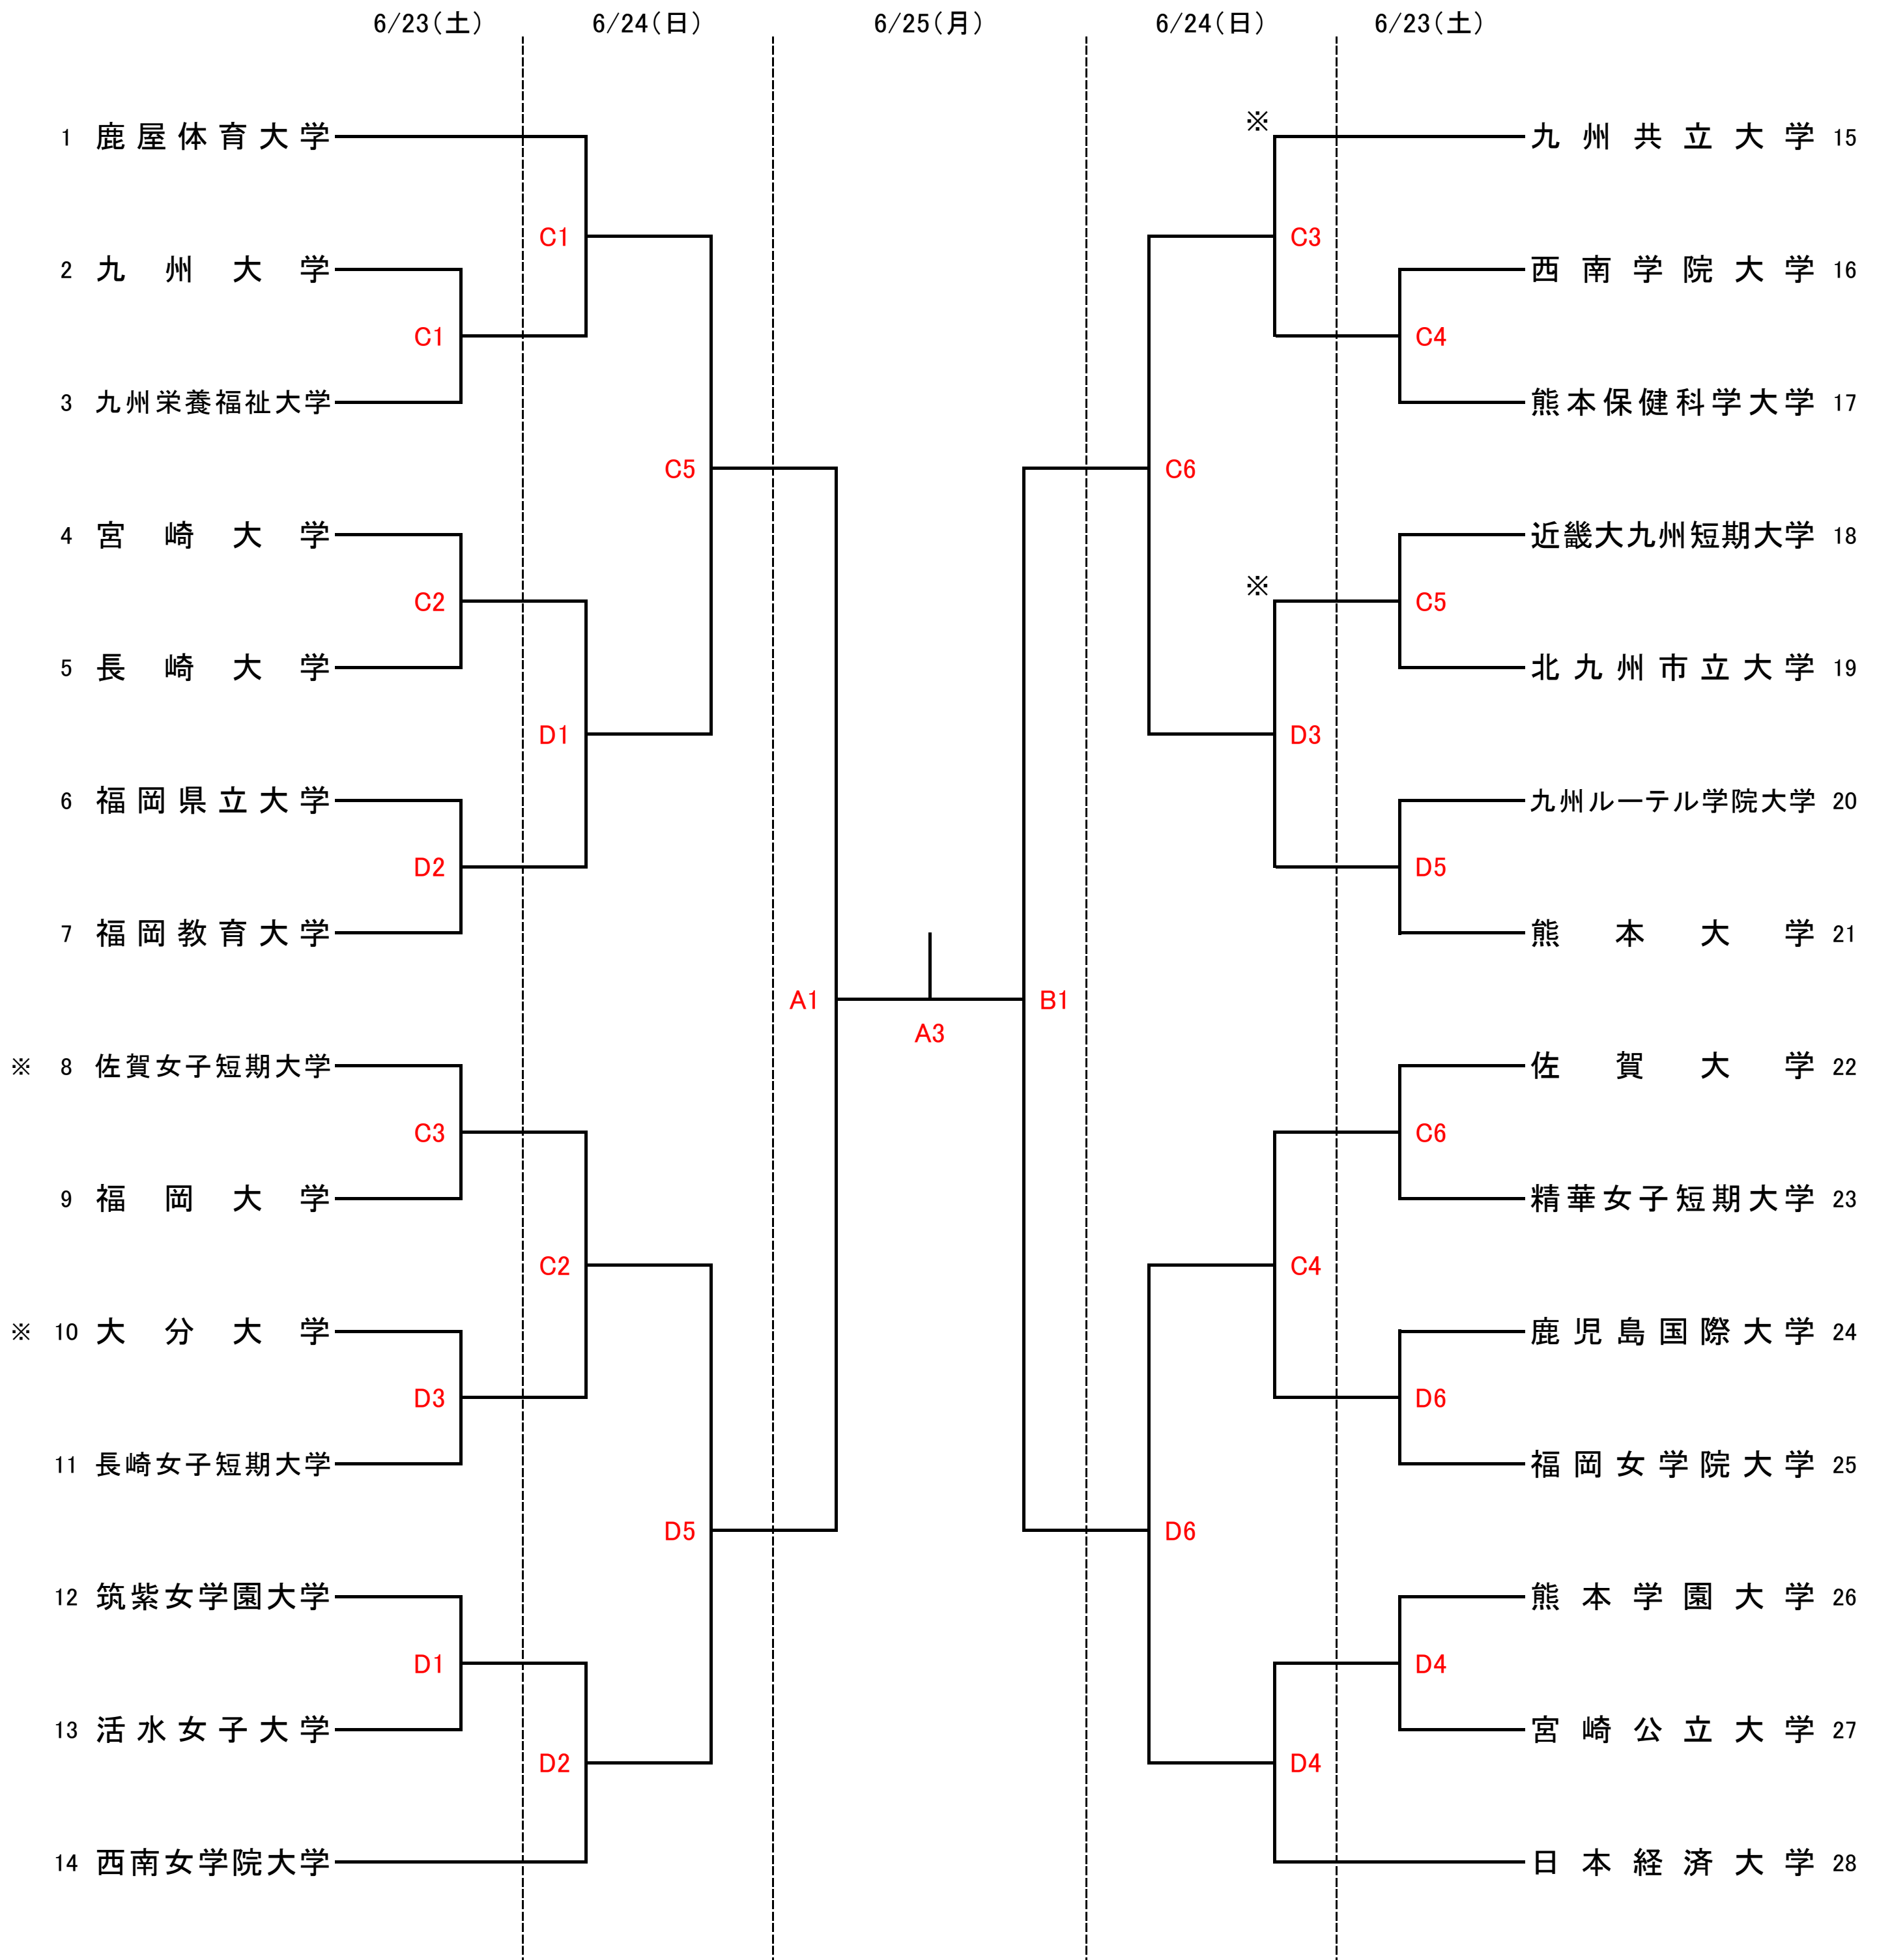 6/23(土) 6/24(日) 6/25(月) 6/24(日) 6/23(土)
1 鹿屋体育大学
C1
2 九州大学
C1
3 九州栄養福祉大学
C5
4 宮崎大学
C2
5 長崎大学
D1
6 福岡県立大学
D2
7 福岡教育大学
A1
※ 8 佐賀女子短期大学
C3
9 福岡大学
C2
※ 10 大分大学
D3
11 長崎女子短期大学
D5
12 筑紫女学園大学
D1
13 活水女子大学
D2
14 西南女学院大学
A3
※
九州共立大学 15
C3
西南学院大学 16
C4
熊本保健科学大学 17
C6
近畿大九州短期大学 18
※
C5
北九州市立大学 19
D3
九州ルーテル学院大学 20
D5
熊本大学 21
B1
佐賀大学 22
C6
精華女子短期大学 23
C4
鹿児島国際大学 24
D6
福岡女学院大学 25
D6
熊本学園大学 26
D4
宮崎公立大学 27
D4
日本経済大学 28